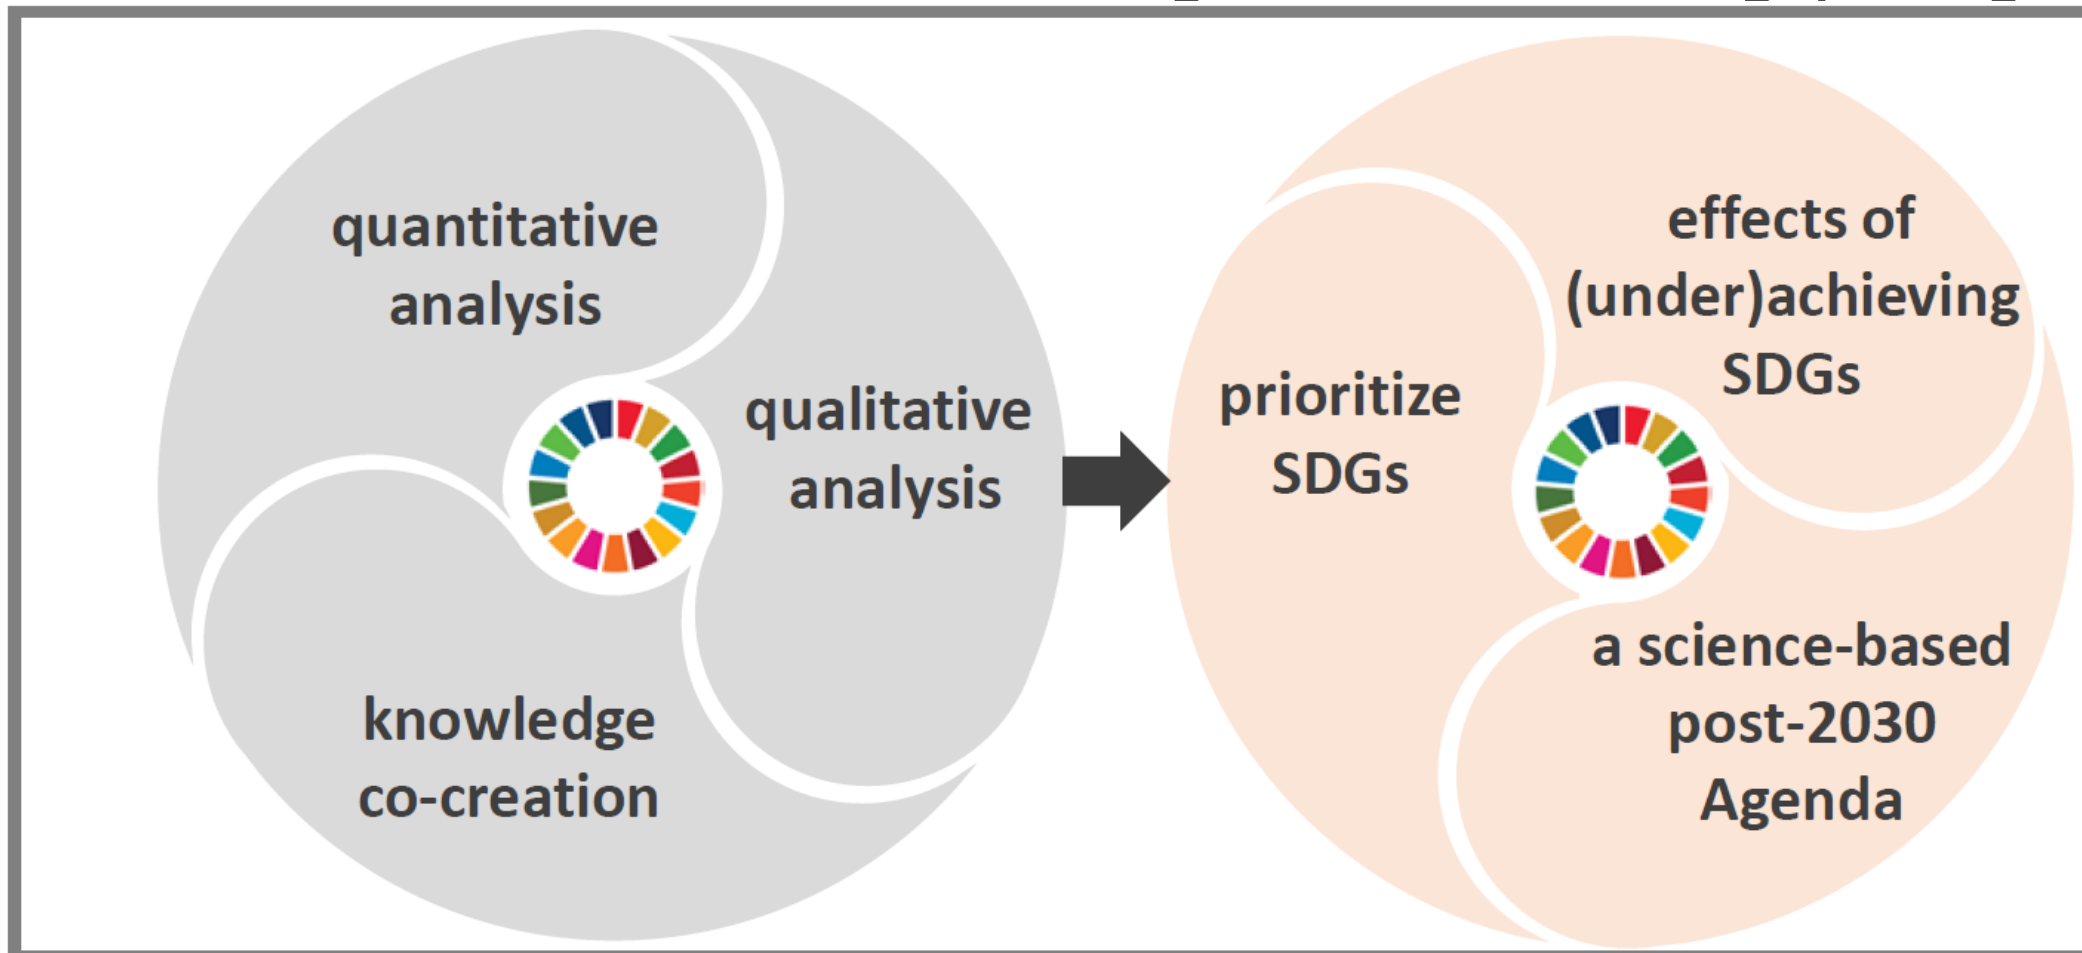 quantitative
analysis
qualitative
analysis
knowledge
co-creation
prioritize
SDGs
effects of
(under)achieving
SDGs
a science-based
post-2030
Agenda